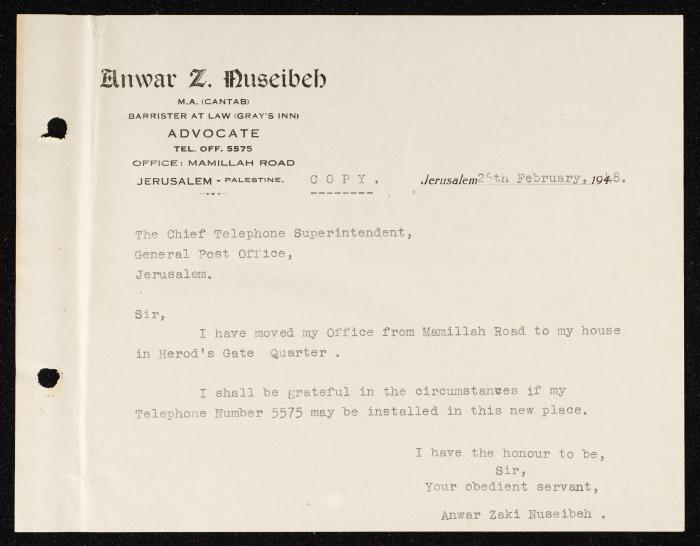 Anwar Z. Nuseibeh
M.A. (CANTAB)
BARRISTER AT LAW (GRAY'S INN)
ADVOCATE
TEL. OFF. 5575
OFFICE: MAMILLAH ROAD
JERUSALEM - PALESTINE.
C O P Y .
Jerusalem 26th February, 1948.
The Chief Telephone Superintendent,
General Post Office,
Jerusalem.
Sir,
I have moved my Office from Mamillah Road to my house
in Herod's Gate Quarter .
I shall be grateful in the circumstances if my
Telephone Number 5575 may be installed in this new place.
I have the honour to be,
Sir,
Your obedient servant,
Anwar Zaki Nuseibeh .